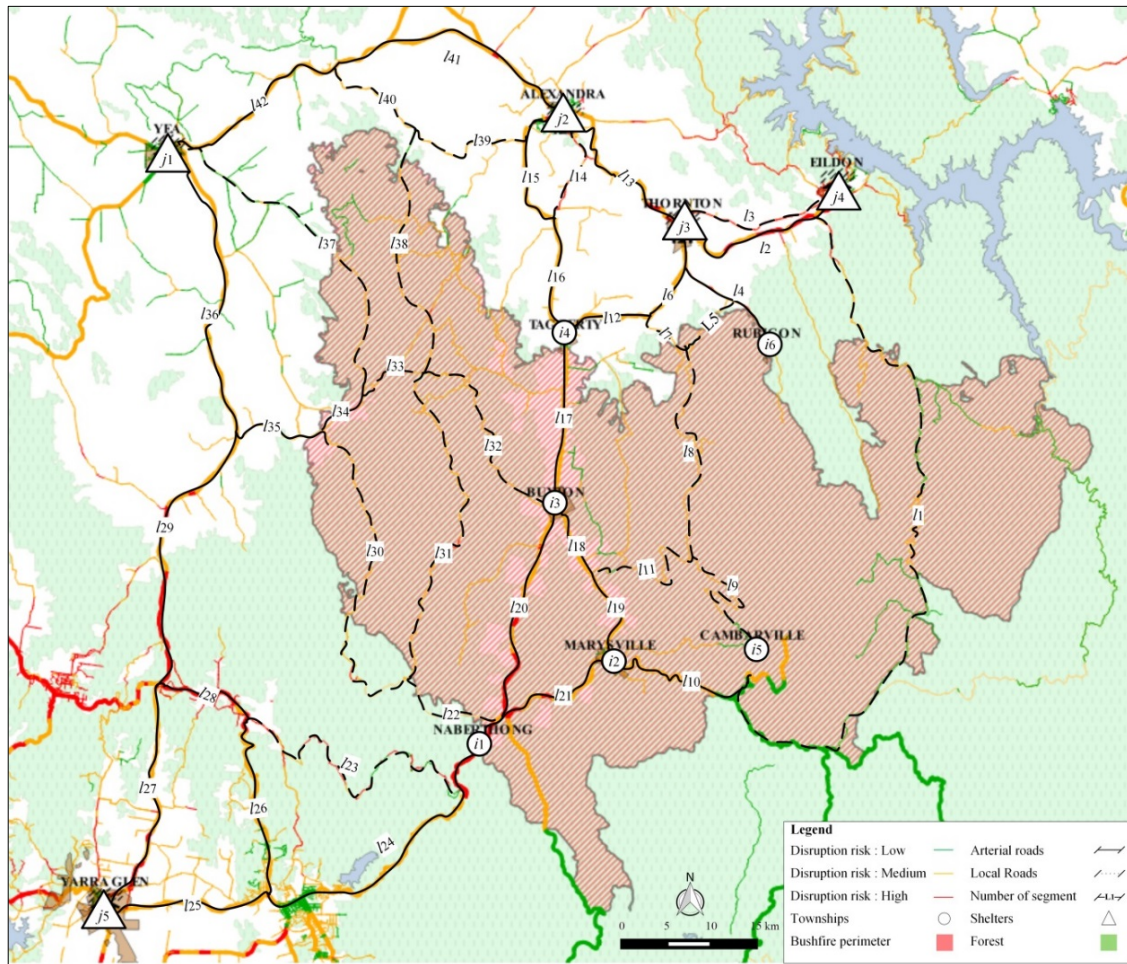 l41
ALEXANDRA
l42
l40
YEA
j2
j1
l39
l15
l14
l13
EILDON
j4
THORNTON
l3
j3
l2
l37
l38
l16
l6
l4
l36
TAGGERTY
l12
i4
l7
L5
RUBICON
i6
l33
l34
l35
l17
l32
l8
BUXTON
i3
l1
l29
l30
l31
l18
l11
l9
l20
l19
MARYSVILLE
CAMBARVILLE
i2
i5
l10
l28
l21
l22
NABERTHONG
i1
l23
l27
l26
l24
YARRA GLEN
j5
l25
N
0 5 10 15 km
Legend
Disruption risk : Low Arterial roads
Disruption risk : Medium Local Roads
Disruption risk : High Number of segment L1
Townships Shelters
Bushfire perimeter Forest